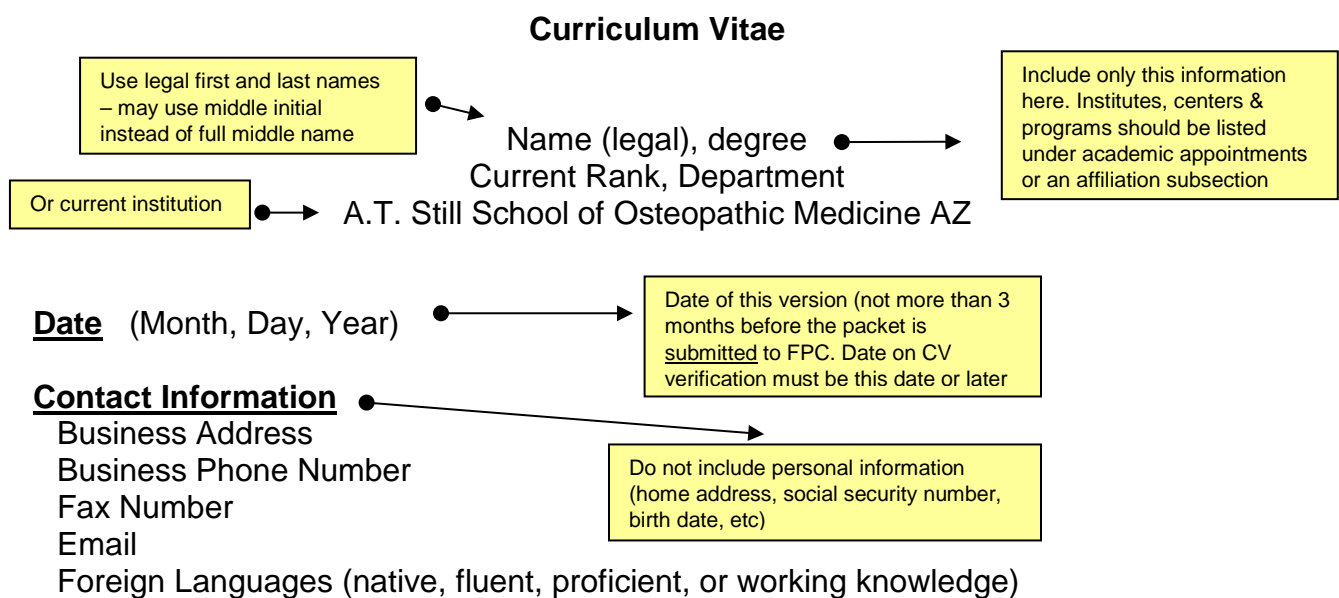 Curriculum Vitae
Use legal first and last names
– may use middle initial
instead of full middle name
Include only this information
here. Institutes, centers &
programs should be listed
under academic appointments
or an affiliation subsection
Name (legal), degree
Current Rank, Department
Or current institution
A.T. Still School of Osteopathic Medicine AZ
Date (Month, Day, Year)
Date of this version (not more than 3
months before the packet is
submitted to FPC. Date on CV
verification must be this date or later
Contact Information
Business Address
Business Phone Number
Fax Number
Email
Foreign Languages (native, fluent, proficient, or working knowledge)
Do not include personal information
(home address, social security number,
birth date, etc)